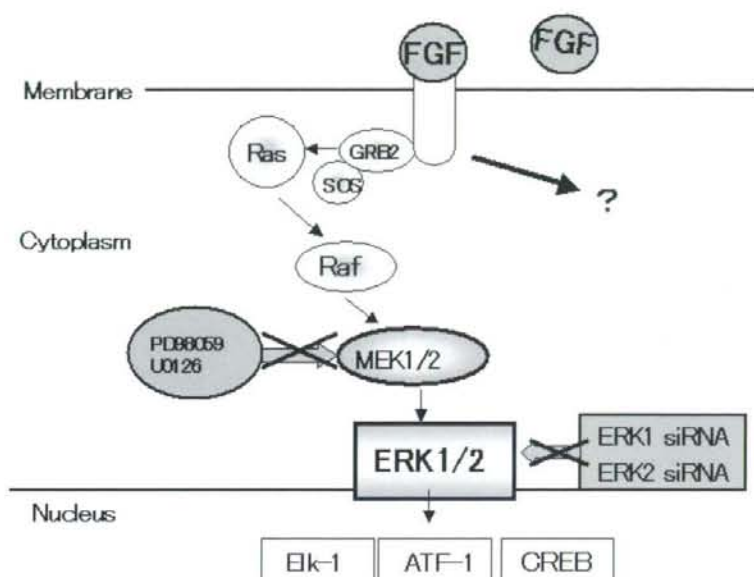 FGF
FGF
Membrane
Ras
GRB2
SOS
?
Cytoplasm
Raf
PD98059
U0126
MEK1/2
ERK1/2
ERK1 siRNA
ERK2 siRNA
Nucleus
Elk-1
ATF-1
CREB